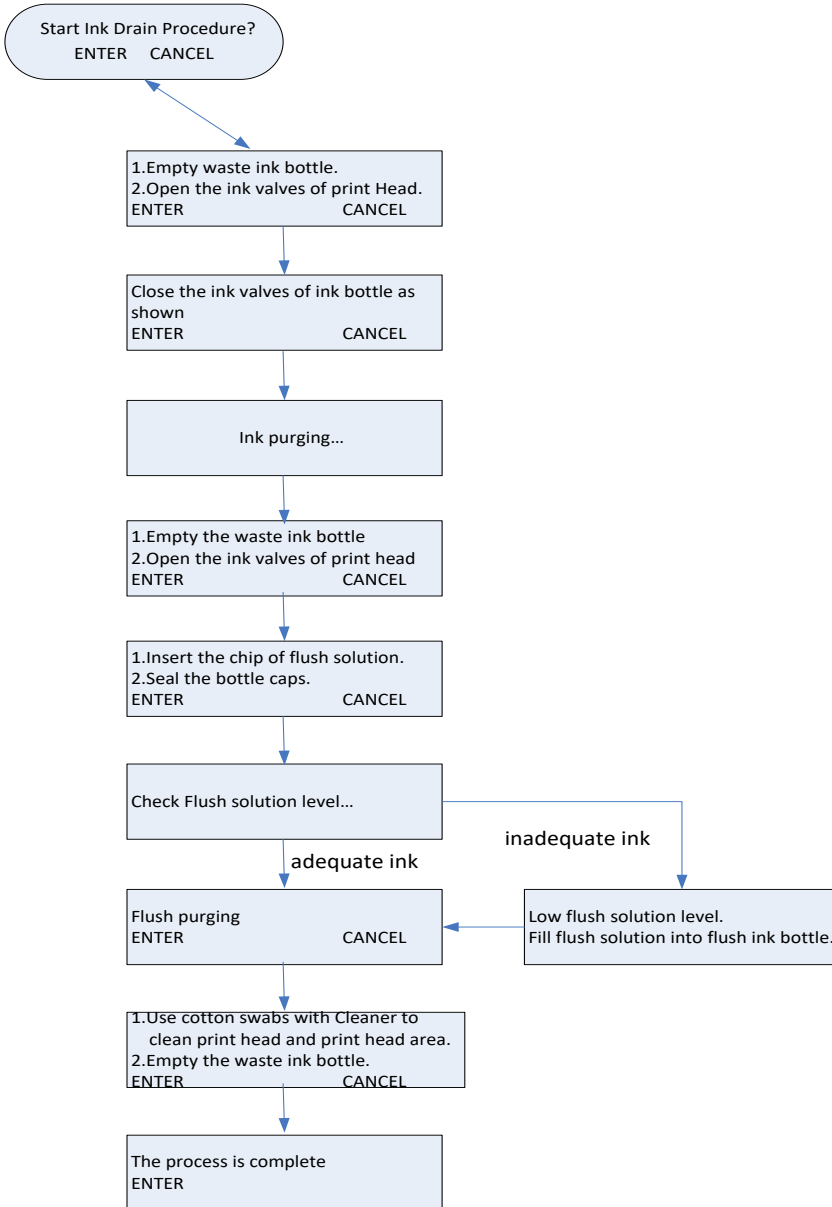 Start Ink Drain Procedure?
ENTER CANCEL
1.Empty waste ink bottle.
2.Open the ink valves of print Head.
ENTER CANCEL
Close the ink valves of ink bottle as
shown
ENTER CANCEL
Ink purging...
1.Empty the waste ink bottle
2.Open the ink valves of print head
ENTER CANCEL
1.Insert the chip of flush solution.
2.Seal the bottle caps.
ENTER CANCEL
Check Flush solution level...
inadequate ink
adequate ink
Flush purging
ENTER CANCEL
Low flush solution level.
Fill flush solution into flush ink bottle.
1.Use cotton swabs with Cleaner to
clean print head and print head area.
2.Empty the waste ink bottle.
ENTER CANCEL
The process is complete
ENTER